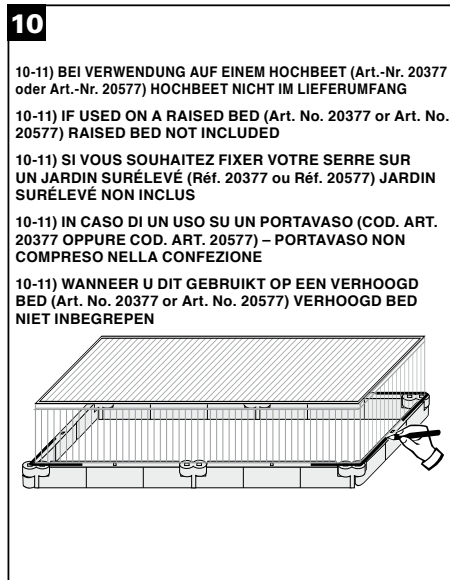 10
10-11) BEI VERWENDUNG AUF EINEM HOCHBEET (Art.-Nr. 20377
oder Art.-Nr. 20577) HOCHBEET NICHT IM LIEFERUMFANG
10-11) IF USED ON A RAISED BED (Art. No. 20377 or Art. No.
20577) RAISED BED NOT INCLUDED
10-11) SI VOUS SOUHAITEZ FIXER VOTRE SERRE SUR
UN JARDIN SURÉLEVÉ (Réf. 20377 ou Réf. 20577) JARDIN
SURÉLEVÉ NON INCLUS
10-11) IN CASO DI UN USO SU UN PORTAVASO (COD. ART.
20377 OPPURE COD. ART. 20577) – PORTAVASO NON
COMPRESO NELLA CONFEZIONE
10-11) WANNEER U DIT GEBRUIKT OP EEN VERHOOGD
BED (Art. No. 20377 or Art. No. 20577) VERHOOGD BED
NIET INBEGREPEN